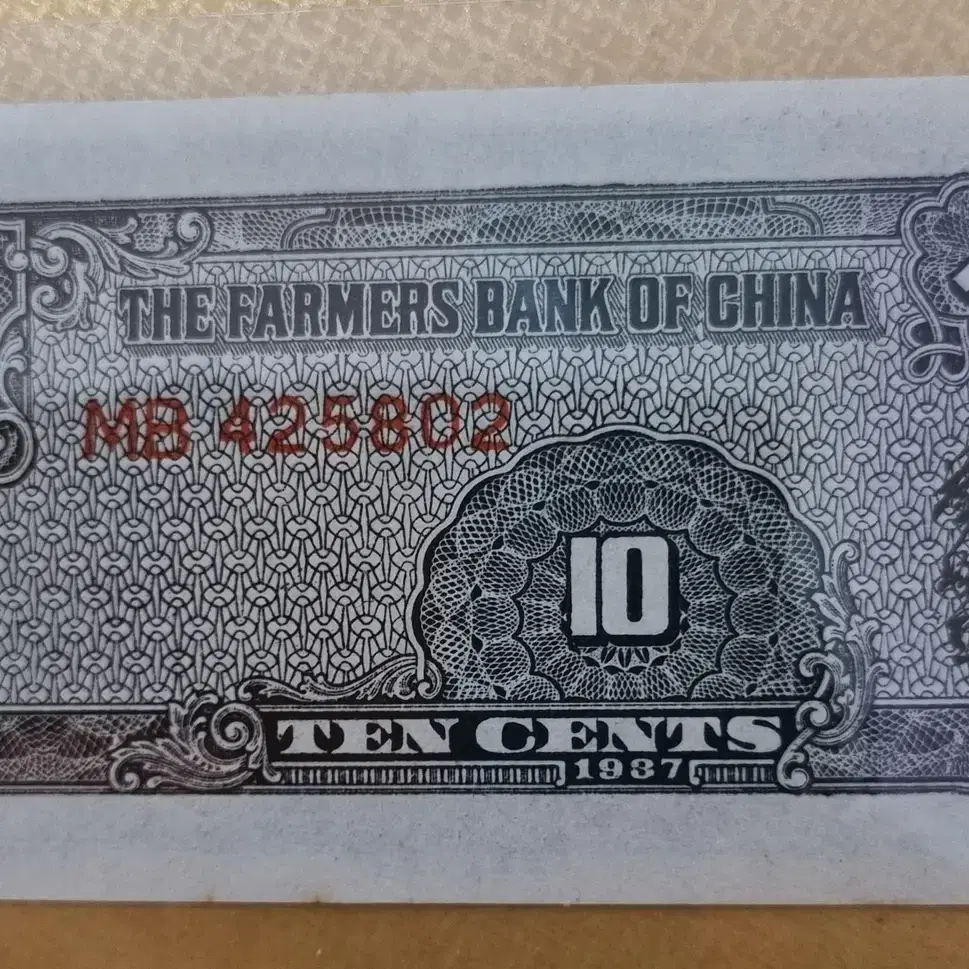 THE FARMERS BANK OF CHINA
MB 425802
10
TEN CENTS
1937